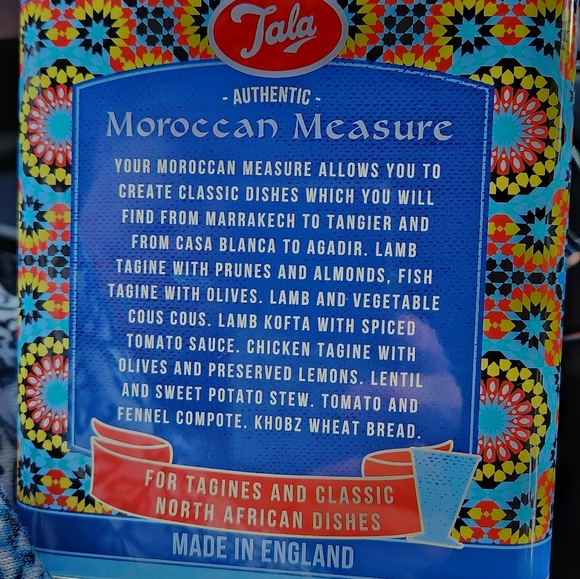 Tala
- AUTHENTIC -
Moroccan Measure
YOUR MOROCCAN MEASURE ALLOWS YOU TO
CREATE CLASSIC DISHES WHICH YOU WILL
FIND FROM MARRAKECH TO TANGIER AND
FROM CASA BLANCA TO AGADIR. LAMB
TAGINE WITH PRUNES AND ALMONDS, FISH
TAGINE WITH OLIVES. LAMB AND VEGETABLE
COUS COUS. LAMB KOFTA WITH SPICED
TOMATO SAUCE. CHICKEN TAGINE WITH
OLIVES AND PRESERVED LEMONS. LENTIL
AND SWEET POTATO STEW. TOMATO AND
FENNEL COMPOTE. KHOBZ WHEAT BREAD.
FOR TAGINES AND CLASSIC
NORTH AFRICAN DISHES
MADE IN ENGLAND